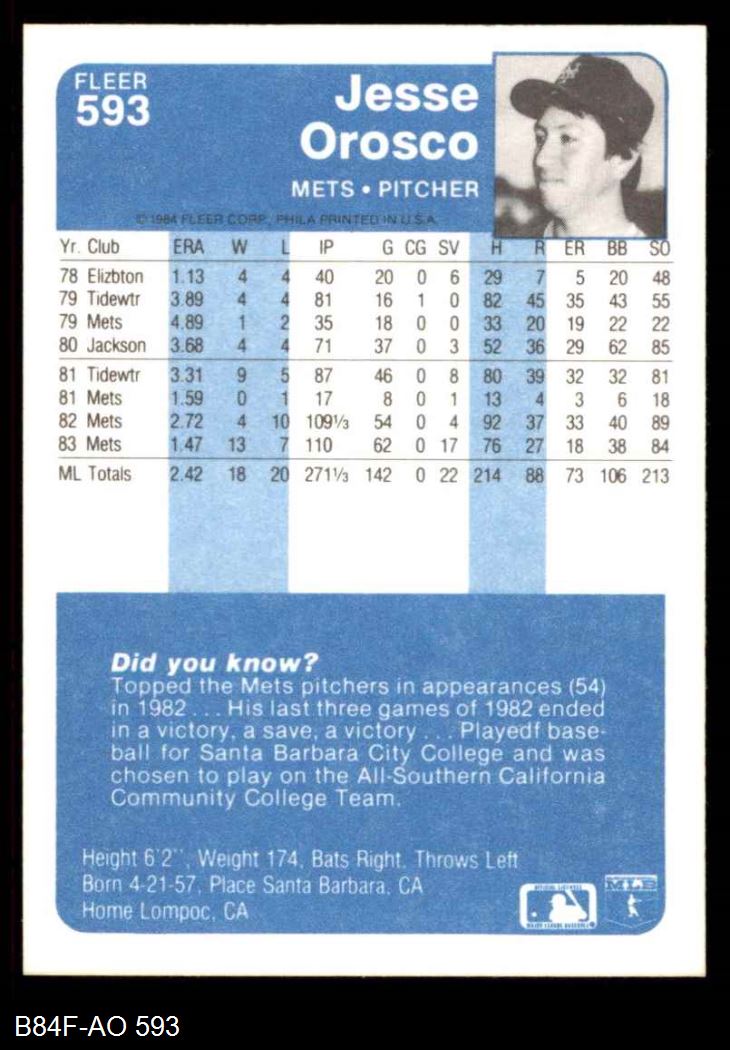 FLEER
593
Jesse
Orosco
METS • PITCHER
© 1984 FLEER CORP., PHILA PRINTED IN U.S.A.
Yr. Club ERA W L IP G CG SV H R ER BB SO
78 Elizbton 1.13 4 4 40 20 0 6 29 7 5 20 48
79 Tidewtr 3.89 4 4 81 16 1 0 82 45 35 43 55
79 Mets 4.89 1 2 35 18 0 0 33 20 19 22 22
80 Jackson 3.68 4 4 71 37 0 3 52 36 29 62 85
81 Tidewtr 3.31 9 5 87 46 0 8 80 39 32 32 81
81 Mets 1.59 0 1 17 8 0 1 13 4 3 6 18
82 Mets 2.72 4 10 109⅓ 54 0 4 92 37 33 40 89
83 Mets 1.47 13 7 110 62 0 17 76 27 18 38 84
ML Totals 2.42 18 20 271⅓ 142 0 22 214 88 73 106 213
Did you know?
Topped the Mets pitchers in appearances (54)
in 1982 . . . His last three games of 1982 ended
in a victory, a save, a victory . . . Playedf base-
ball for Santa Barbara City College and was
chosen to play on the All-Southern California
Community College Team.
Height 6'2'', Weight 174, Bats Right, Throws Left
Born 4-21-57, Place Santa Barbara, CA
Home Lompoc, CA
MAJOR LEAGUE BASEBALL
B84F-AO 593